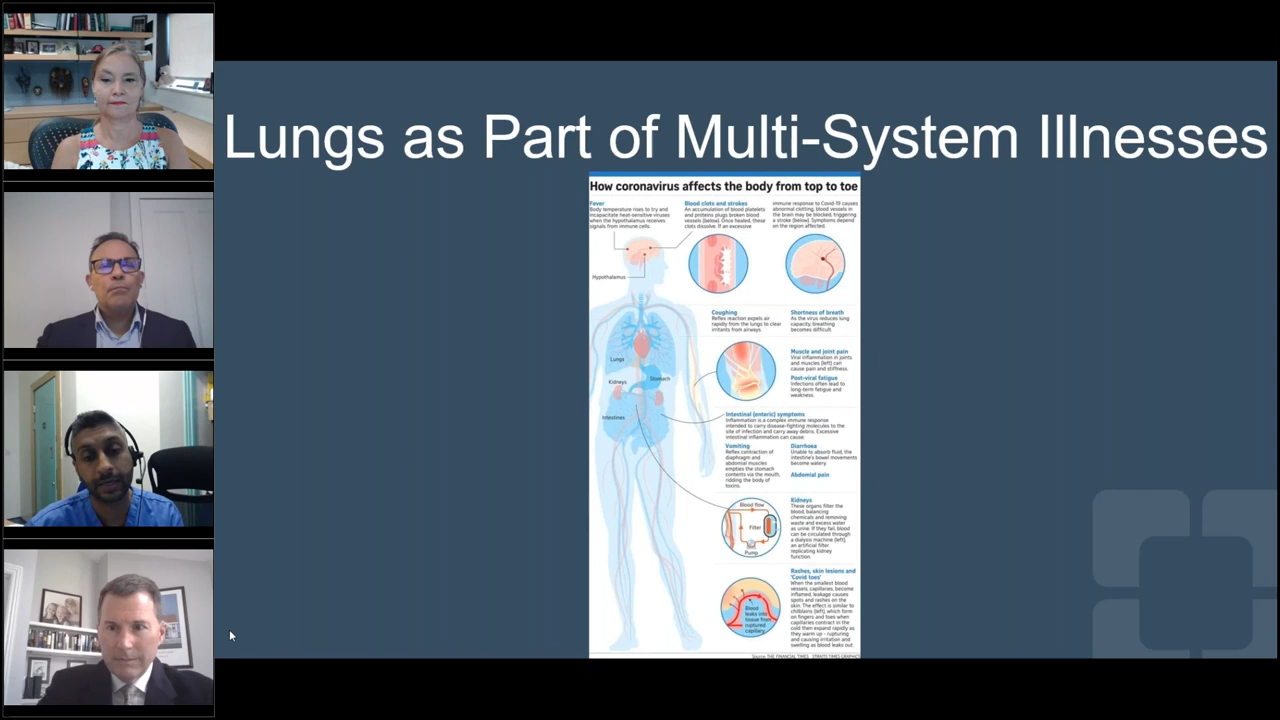 Lungs as Part of Multi-System Illnesses
How coronavirus affects the body from top to toe
Fever
Body temperature rises to try and
incapacitate heat-sensitive viruses
when the hypothalamus receives
signals from immune cells.
Blood clots and strokes
An accumulation of blood platelets
and proteins plugs broken blood
vessels (below). Once healed, these
clots dissolve. If an excessive
immune response to Covid-19 causes
abnormal clotting, blood vessels in
the brain may be blocked, triggering
a stroke (below). Symptoms depend
on the region affected.
Hypothalamus
Coughing
Reflex reaction expels air
rapidly from the lungs to clear
irritants from airways.
Shortness of breath
As the virus reduces lung
capacity, breathing
becomes difficult.
Lungs
Kidneys
Stomach
Intestines
Muscle and joint pain
Viral inflammation in joints
and muscles (left) can
cause pain and stiffness.
Post-viral fatigue
Infections often lead to
long-term fatigue and
weakness.
Intestinal (enteric) symptoms
Inflammation is a complex immune response
intended to carry disease-fighting molecules to the
site of infection and carry away debris. Excessive
intestinal inflammation can cause
Vomiting
Reflex contraction of
diaphragm and
abdominal muscles
empties the stomach
contents via the mouth,
ridding the body of
toxins.
Diarrhoea
Unable to absorb fluid, the
intestine's bowel movements
become watery.
Abdominal pain
Blood flow
Filter
Pump
Kidneys
These organs filter the
blood, balancing
chemicals and removing
waste and excess water
as urine. If they fail, blood
can be circulated through
a dialysis machine (left),
an artificial filter
replicating kidney
function.
Blood
leaks into
tissue from
ruptured
capillary
Rashes, skin lesions and
'Covid toes'
When the smallest blood
vessels, capillaries, become
inflamed, leakage causes
spots and rashes on the
skin. The effect is similar to
chilblains (left), which form
on fingers and toes when
capillaries contract in the
cold then expand rapidly as
they warm up - rupturing
and causing irritation and
swelling as blood leaks out
Source: THE FINANCIAL TIMES STRAITS TIMES GRAPHICS